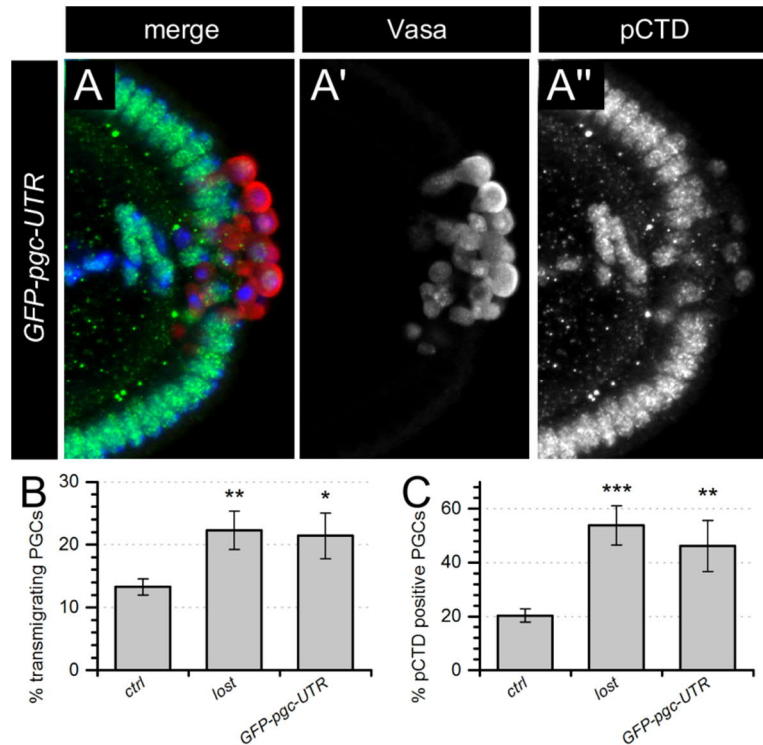 merge Vasa pCTD
GFP-pgc-UTR
A A' A"
B
% transmigrating PGCs
30
20
10
0
** *
ctrl lost GFP-pgc-UTR
C
% pCTD positive PGCs
60
40
20
0
*** **
ctrl lost GFP-pgc-UTR